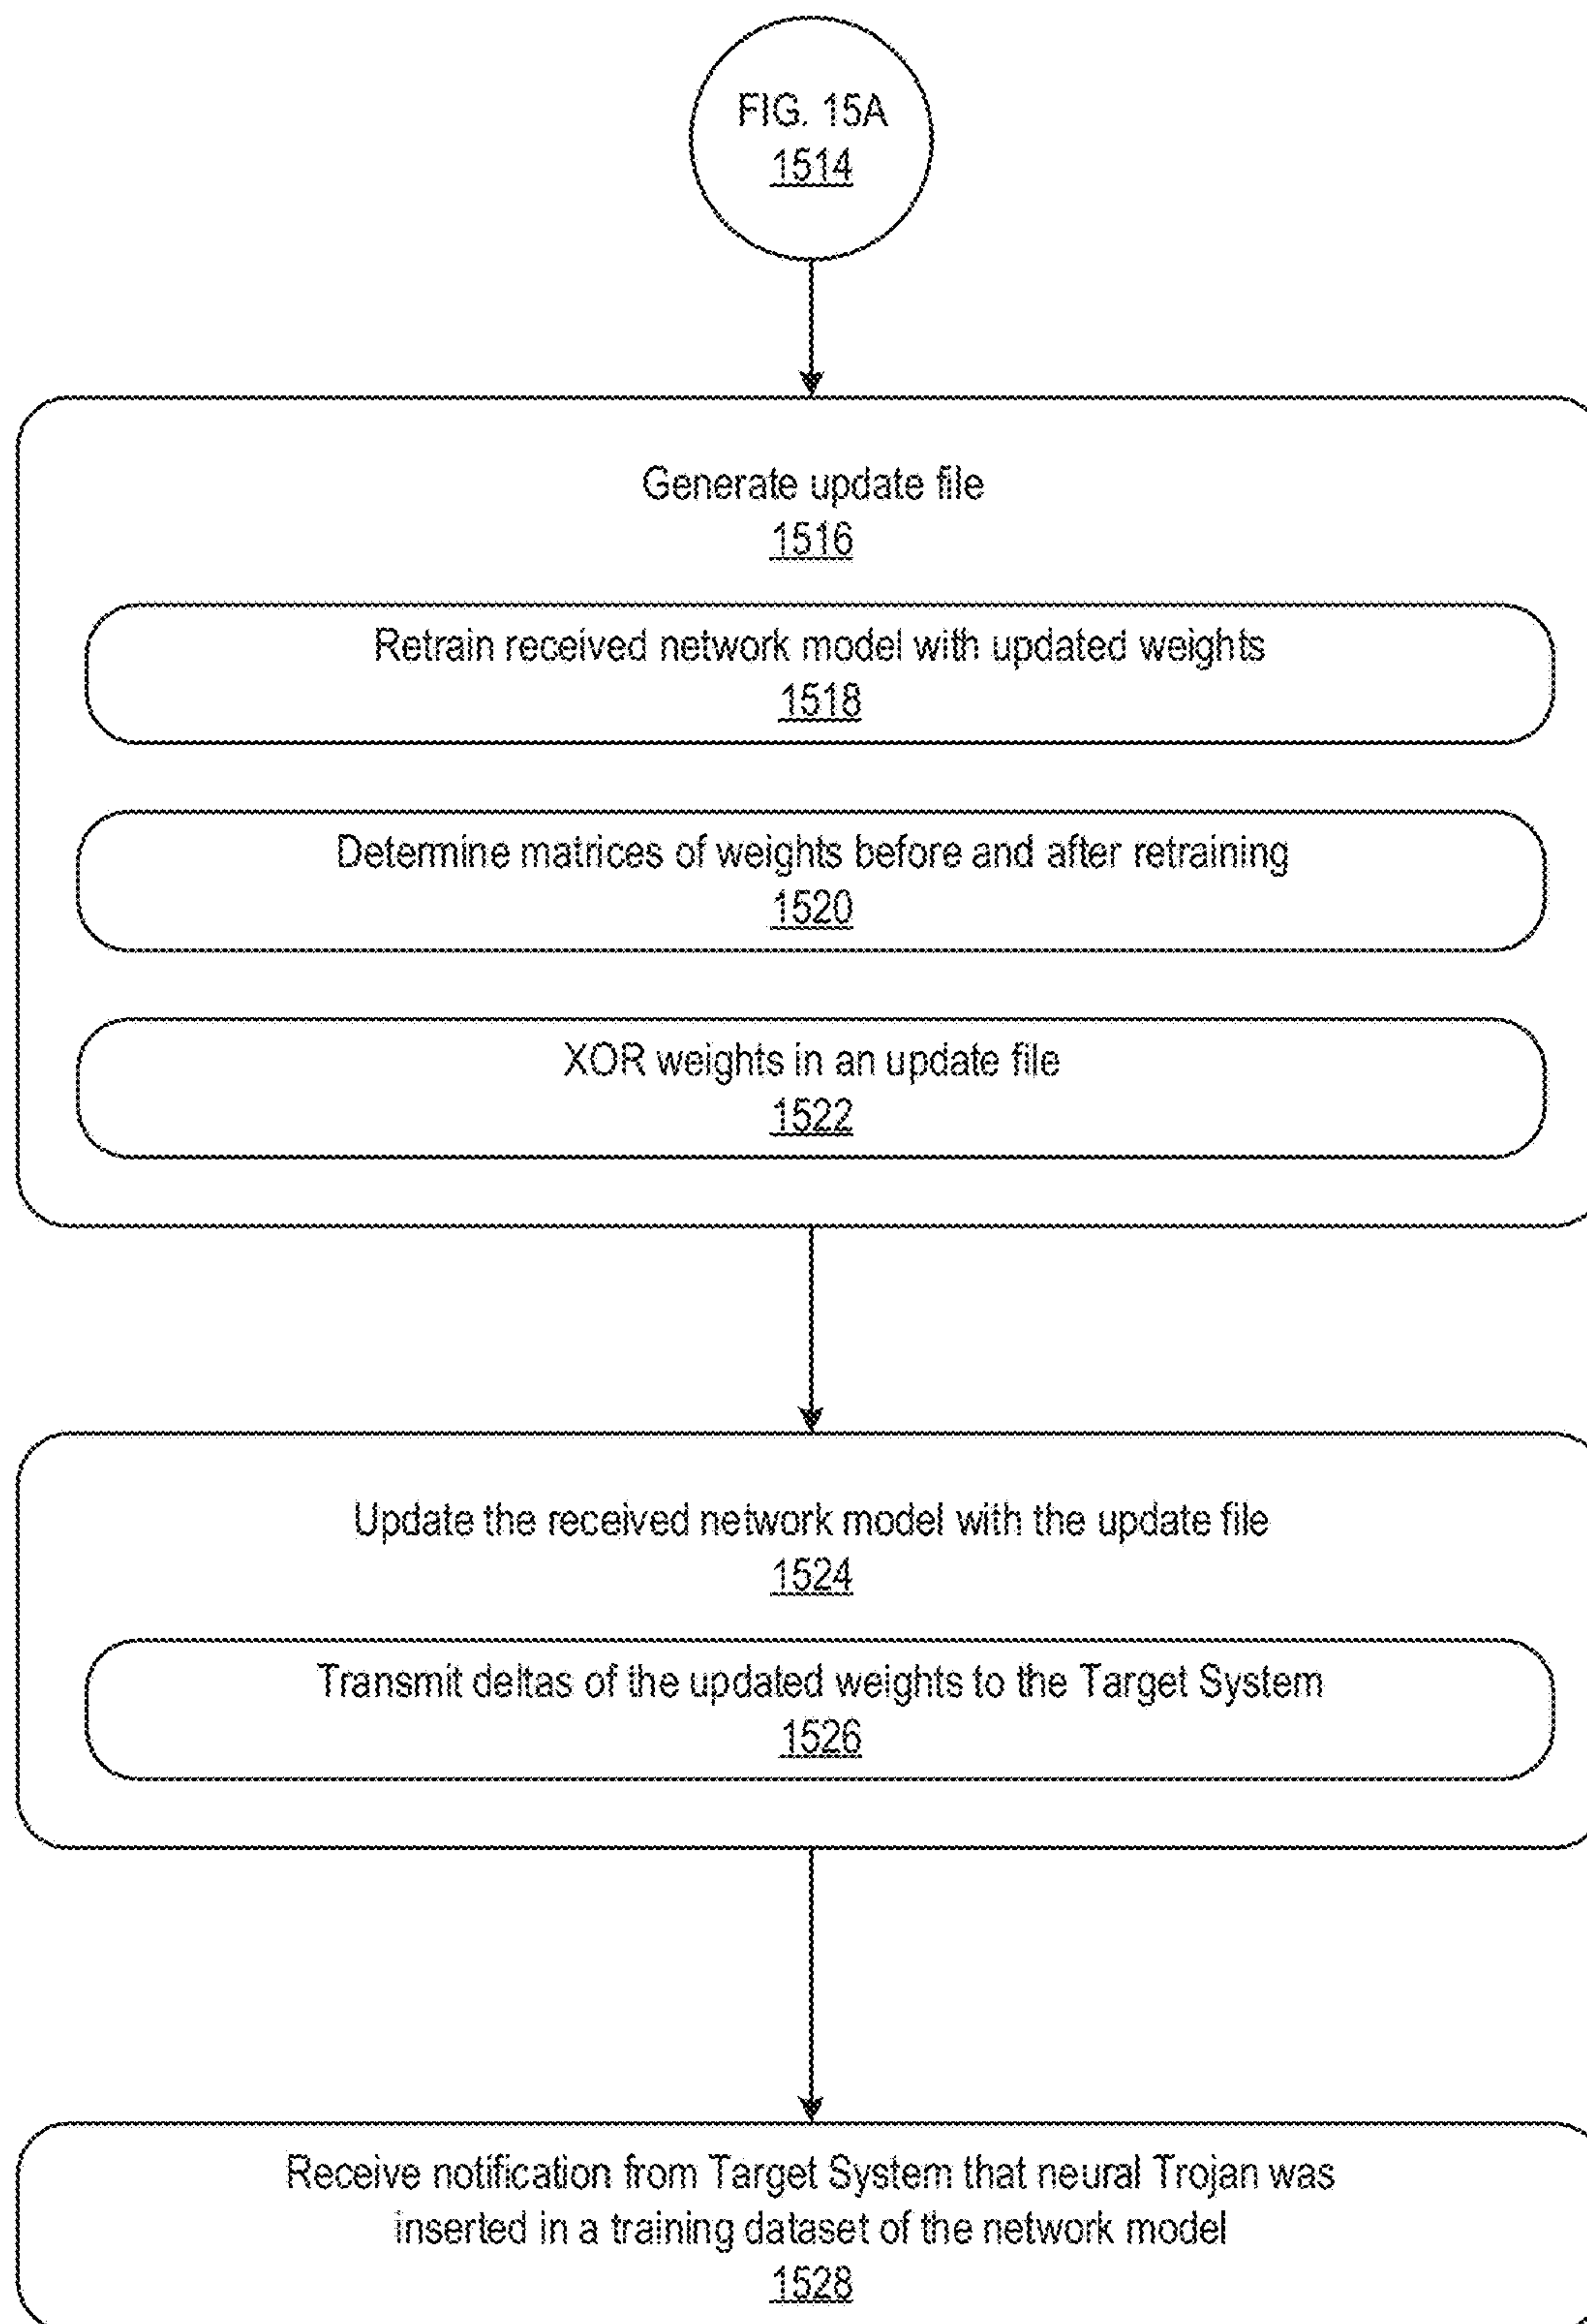 FIG. 15A
1514
Generate update file
1516
Retrain received network model with updated weights
1518
Determine matrices of weights before and after retraining
1520
XOR weights in an update file
1522
Update the received network model with the update file
1524
Transmit deltas of the updated weights to the Target System
1526
Receive notification from Target System that neural Trojan was
inserted in a training dataset of the network model
1528